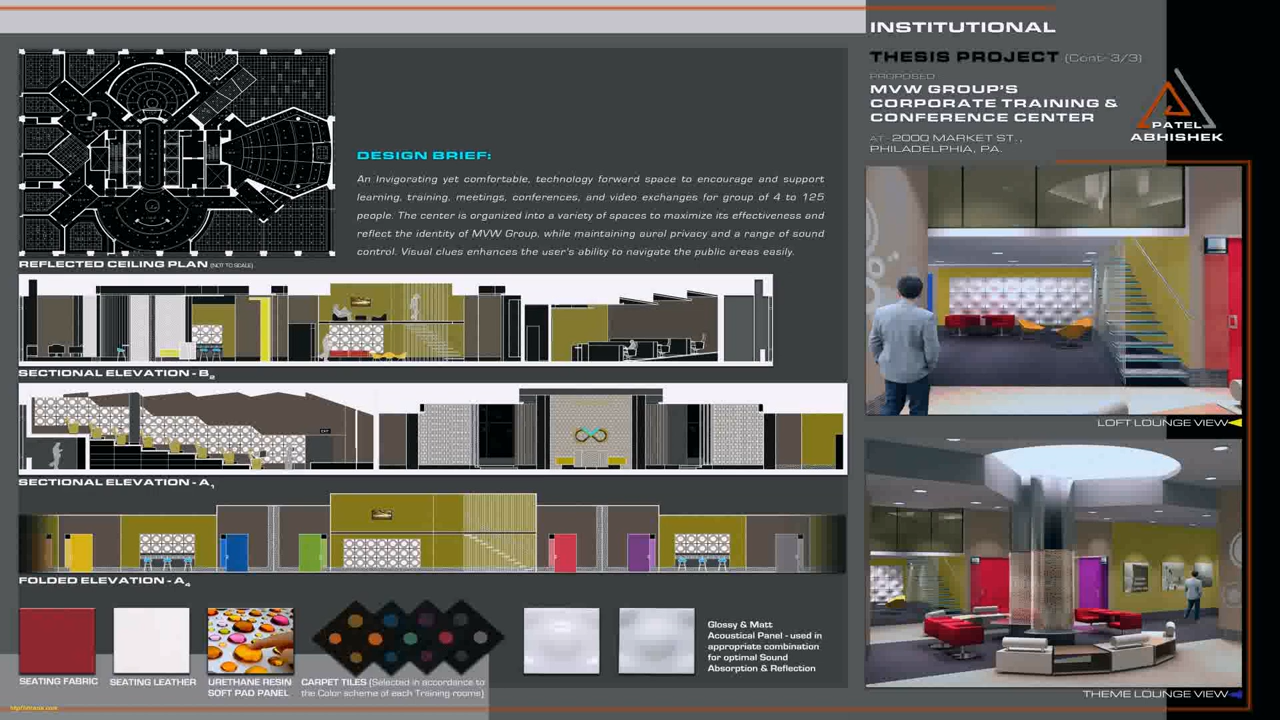 INSTITUTIONAL
THESIS PROJECT (Cont- 3/3)
PROPOSED
MVW GROUP'S
CORPORATE TRAINING &
CONFERENCE CENTER
AT: 2000 MARKET ST.,
PHILADELPHIA, PA.
PATEL
ABHISHEK
DESIGN BRIEF:
An Invigorating yet comfortable, technology forward space to encourage and support
learning, training, meetings, conferences, and video exchanges for group of 4 to 125
people. The center is organized into a variety of spaces to maximize its effectiveness and
reflect the identity of MVW Group, while maintaining aural privacy and a range of sound
control. Visual clues enhances the user's ability to navigate the public areas easily.
REFLECTED CEILING PLAN (NOT TO SCALE)
SECTIONAL ELEVATION - B2
EXIT
SECTIONAL ELEVATION - A1
FOLDED ELEVATION - A4
LOFT LOUNGE VIEW
THEME LOUNGE VIEW
SEATING FABRIC
SEATING LEATHER
URETHANE RESIN
SOFT PAD PANEL
CARPET TILES (Selected in accordance to
the Color scheme of each Training rooms)
Glossy & Matt
Acoustical Panel - used in
appropriate combination
for optimal Sound
Absorption & Reflection